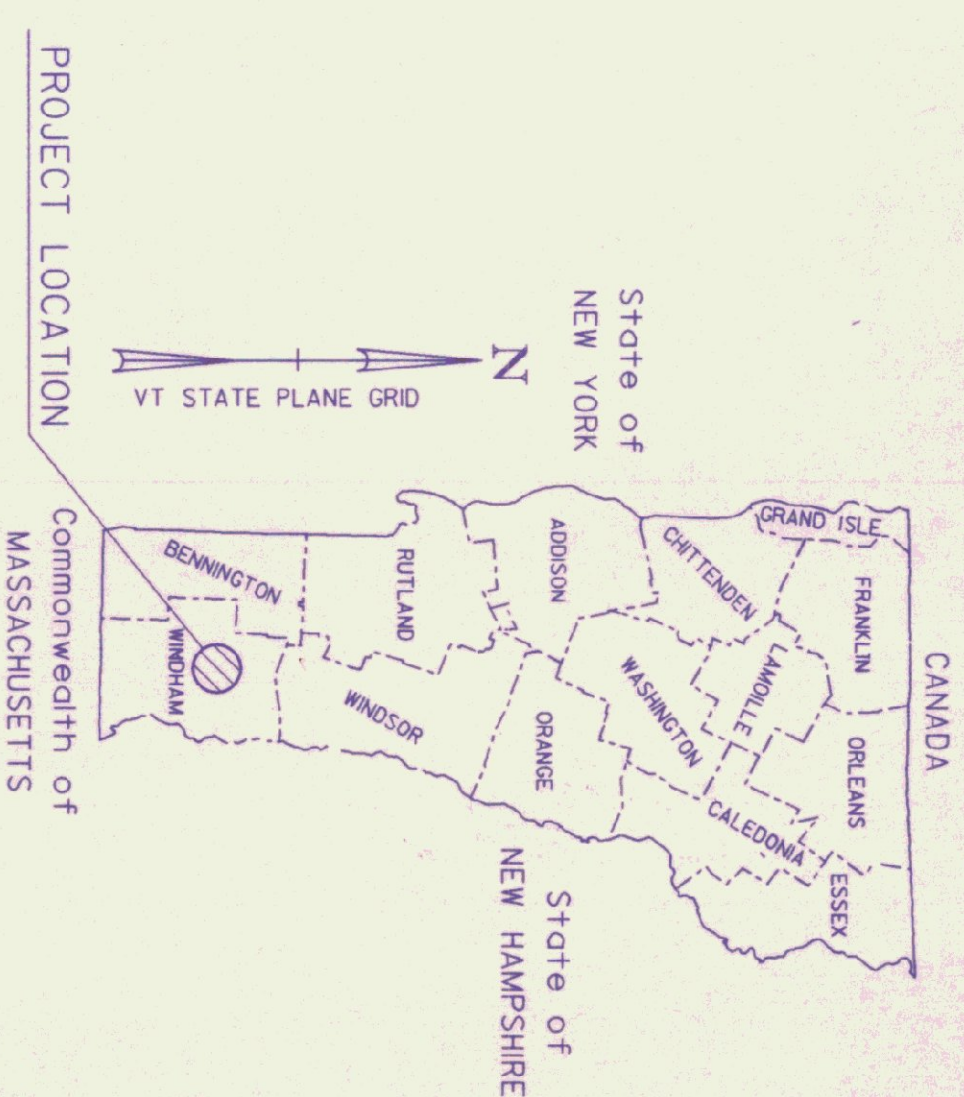 CANADA
GRAND ISLE
FRANKLIN
ORLEANS
ESSEX
LAMOILLE
CHITTENDEN
CALEDONIA
WASHINGTON
State of
NEW YORK
ADDISON
ORANGE
State of
NEW HAMPSHIRE
N
VT STATE PLANE GRID
RUTLAND
WINDSOR
BENNINGTON
WINDHAM
PROJECT LOCATION
Commonwealth of
MASSACHUSETTS